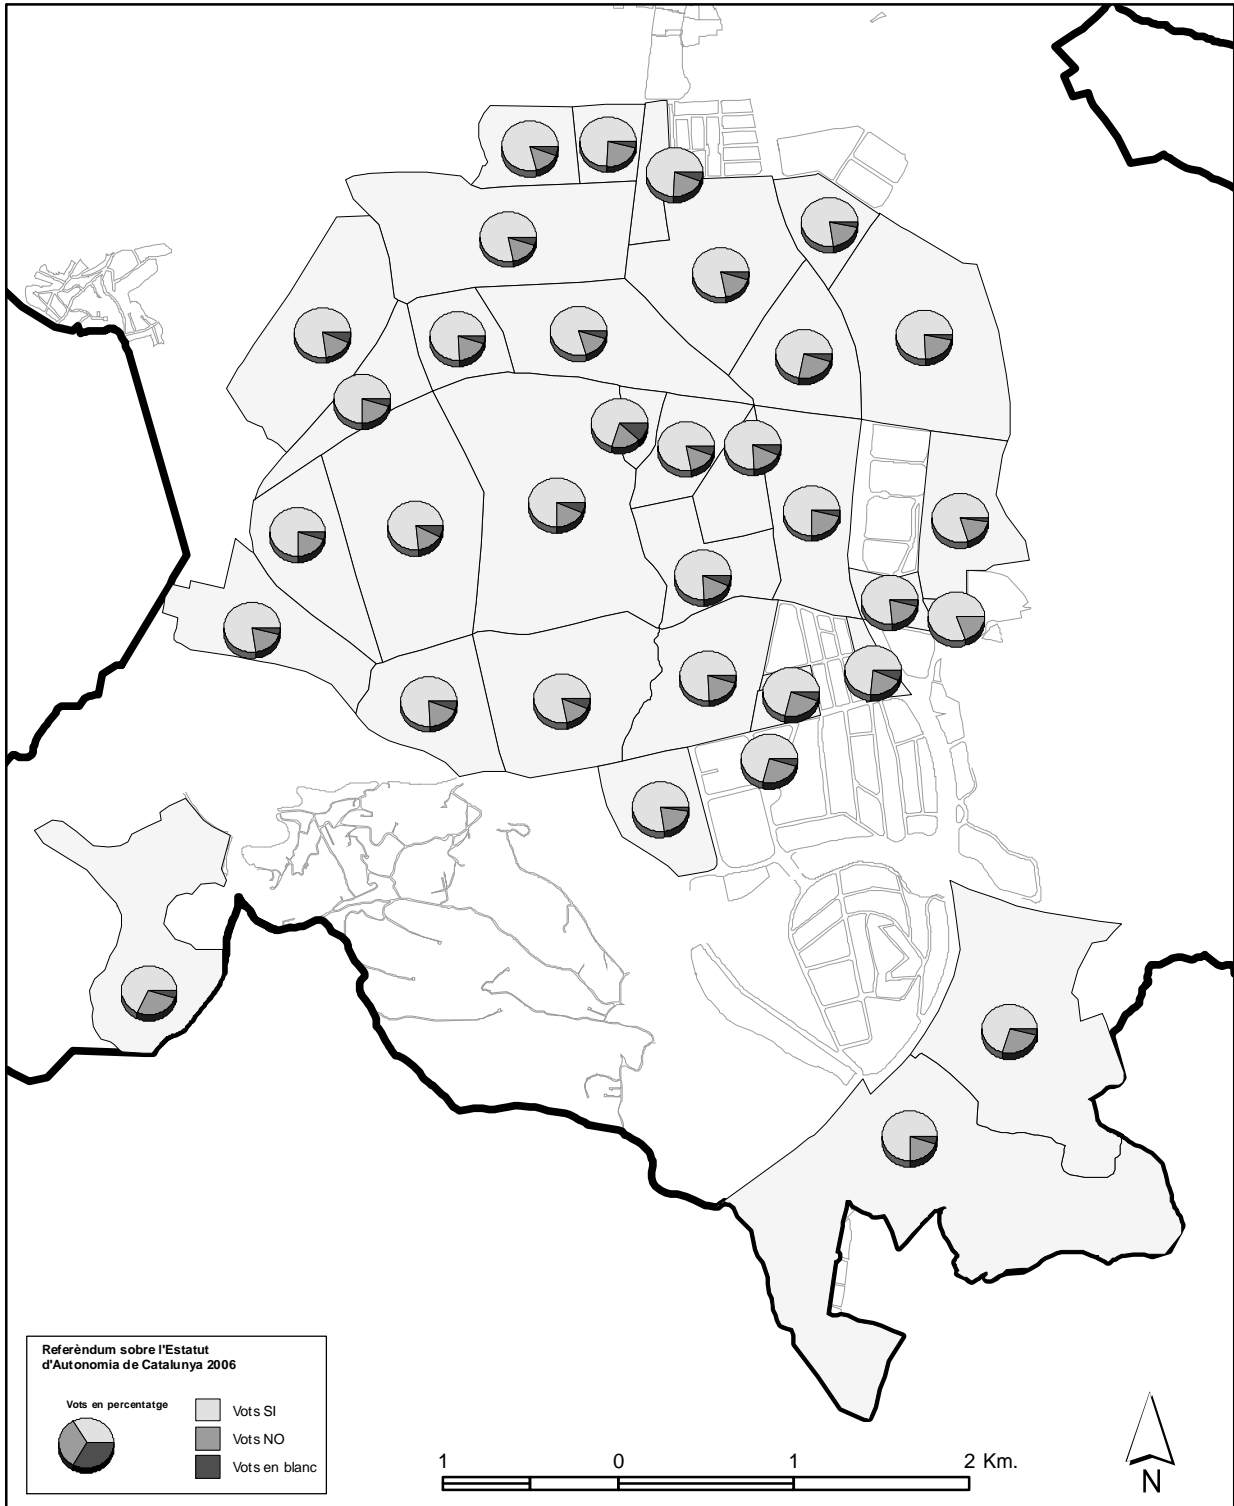 Referèndum sobre l'Estatut
d'Autonomia de Catalunya 2006
Vots en percentatge
Vots SI
Vots NO
Vots en blanc
1 0 1 2 Km.
N